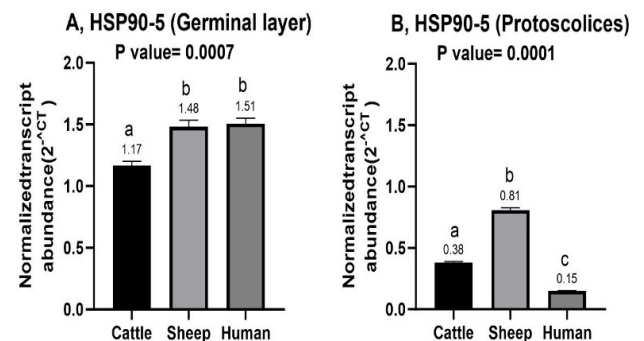 A, HSP90-5 (Germinal layer)
P value= 0.0007
Normalizedtranscript
abundance(2-^CT)
2.0
1.5
1.0
0.5
0.0
a
1.17
b
1.48
b
1.51
Cattle Sheep Human
B, HSP90-5 (Protoscolices)
P value= 0.0001
Normalizedtranscript
abundance(2-^CT)
2.0
1.5
1.0
0.5
0.0
a
0.38
b
0.81
c
0.15
Cattle Sheep Human